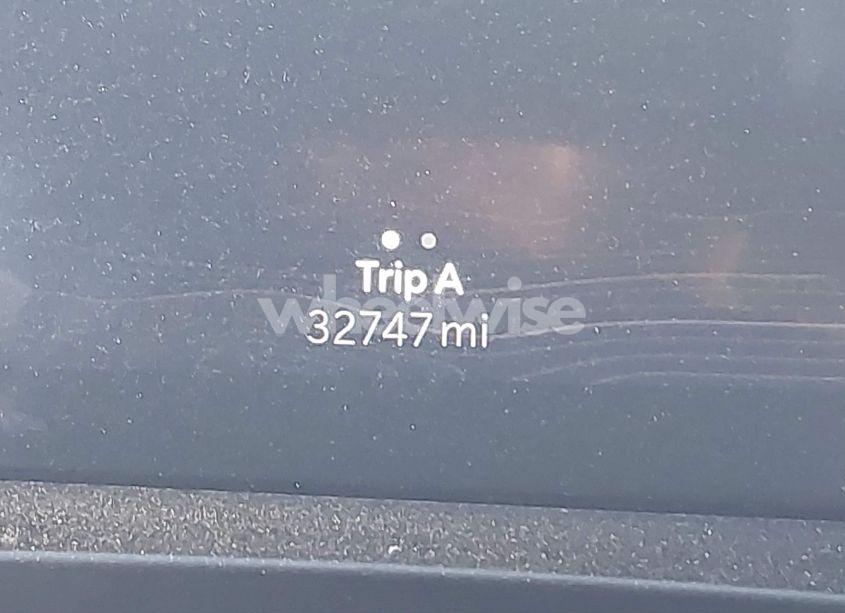 Trip A
wheelwise
32747 mi